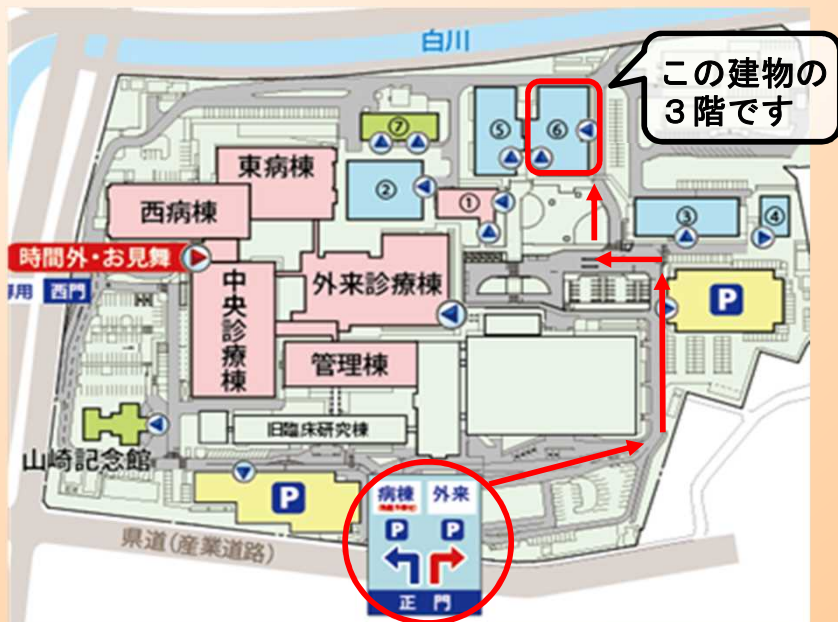 白川
この建物の
３階です
⑦
⑤
⑥
東病棟
②
①
③
④
西病棟
時間外・お見舞
用 西門
中央診療棟
外来診療棟
P
管理棟
旧臨床研究棟
山崎記念館
P
県道(産業道路)
病棟 外来
P P
正門